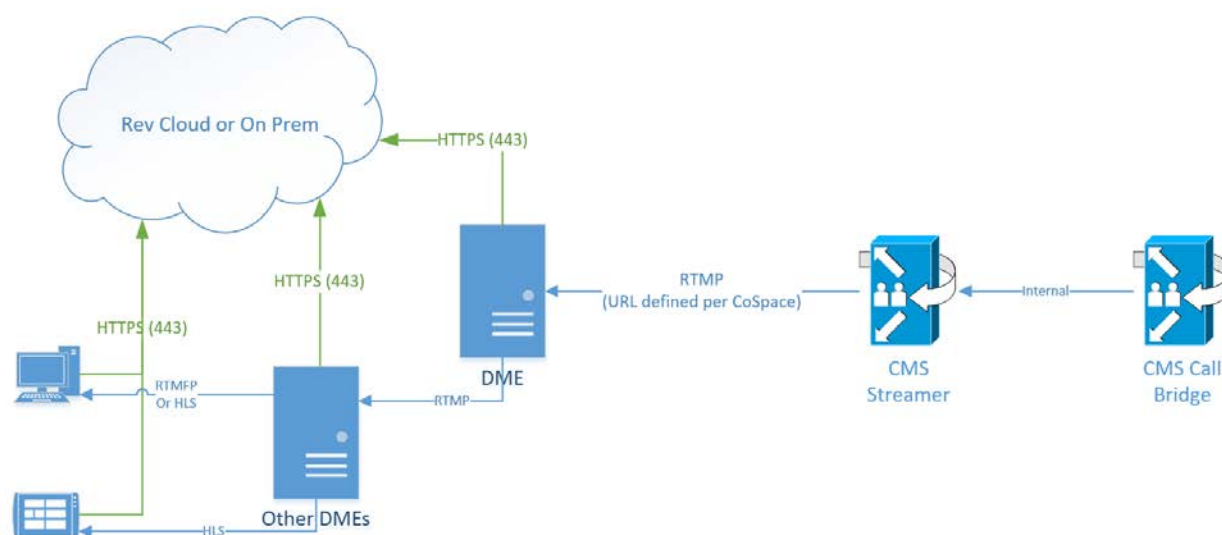 Rev Cloud or On Prem
HTTPS (443)
HTTPS (443)
HTTPS (443)
RTMP
(URL defined per CoSpace)
Internal
RTMFP
Or HLS
RTMP
DME
CMS
Streamer
CMS Call
Bridge
Other DMEs
HLS